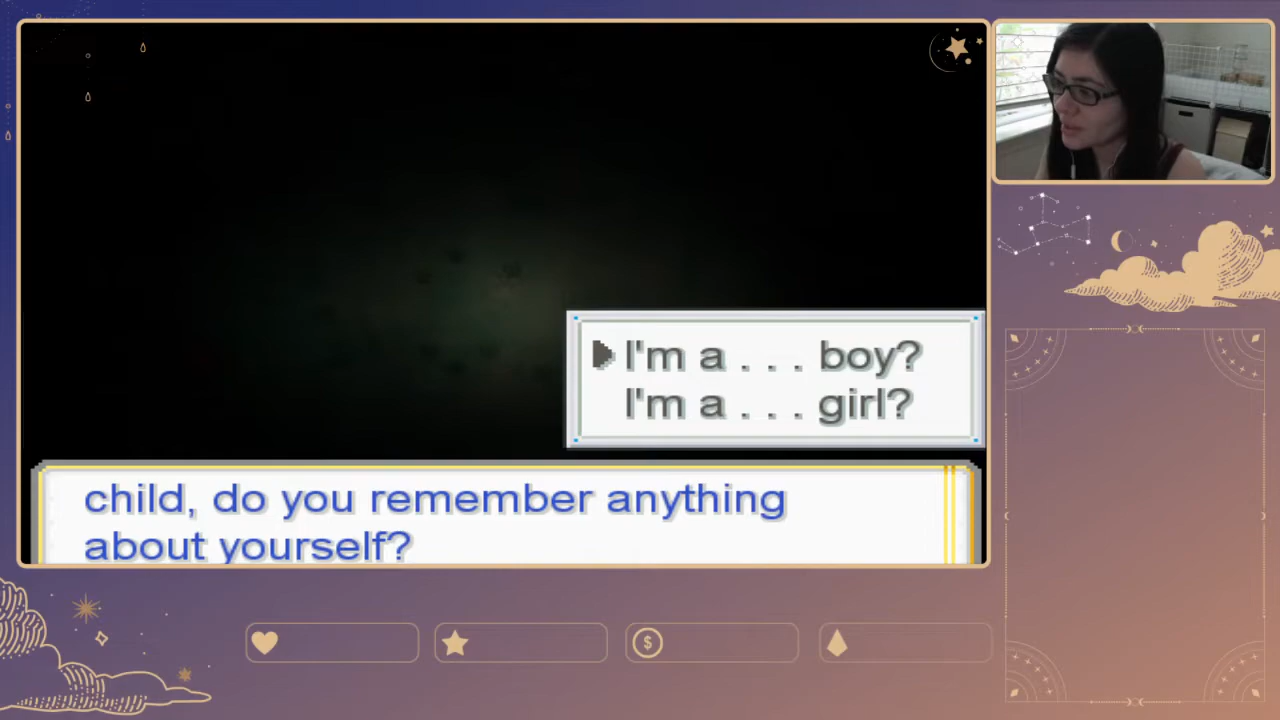 I'm a . . . boy?
I'm a . . . girl?
child, do you remember anything
about yourself?
$